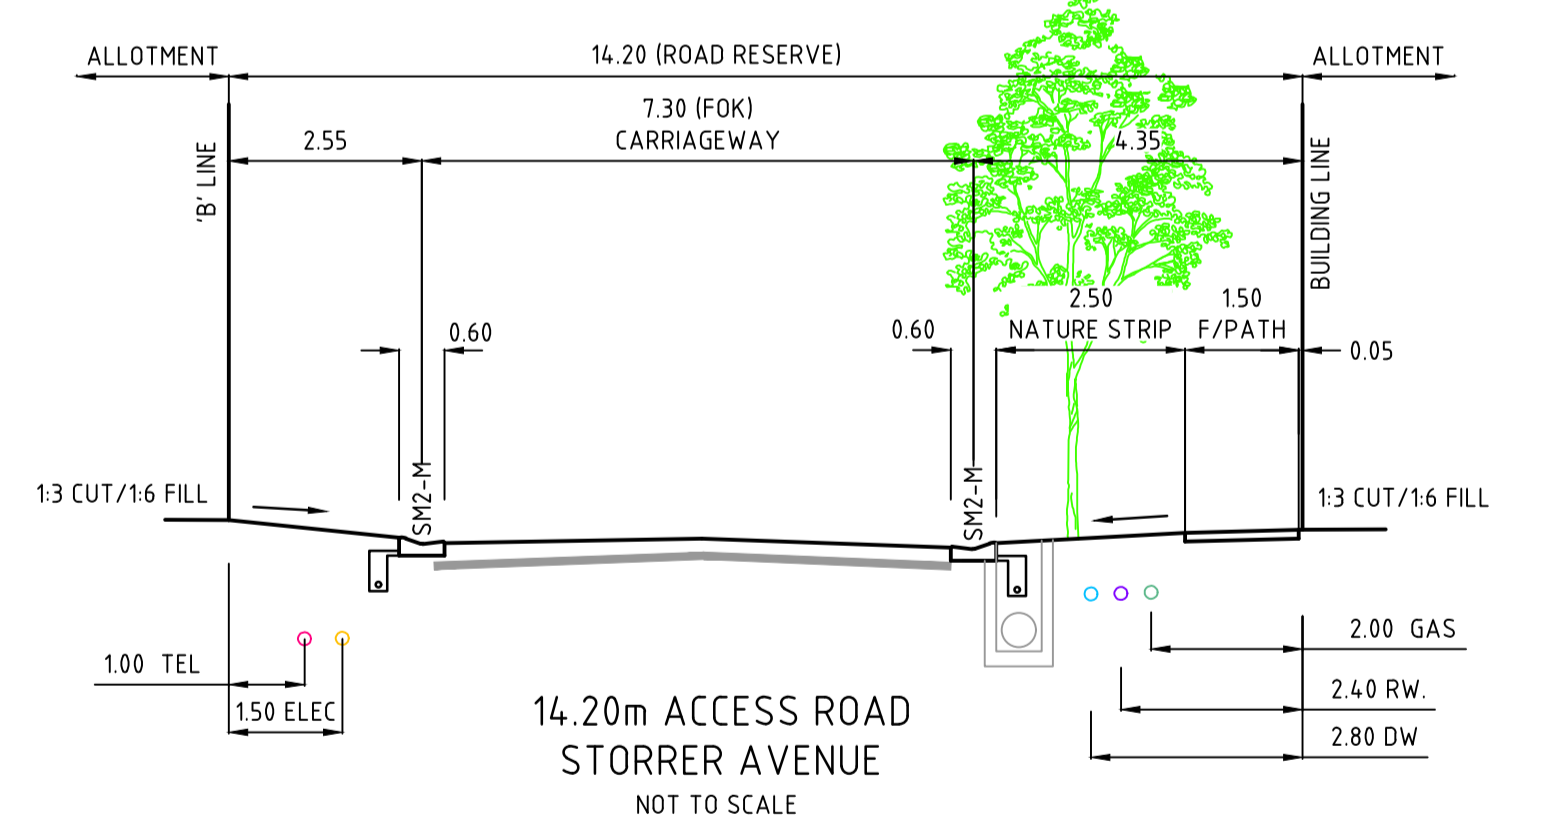 ALLOTMENT
14.20 (ROAD RESERVE)
ALLOTMENT
7.30 (FOK)
2.55
CARRIAGEWAY
4.35
'B' LINE
BUILDING LINE
2.50
1.50
0.60
0.60
NATURE STRIP
F/PATH
0.05
1:3 CUT/1:6 FILL
SM2-M
SM2-M
1:3 CUT/1:6 FILL
2.00 GAS
1.00 TEL
2.40 RW.
1.50 ELEC
2.80 DW
14.20m ACCESS ROAD
STORRER AVENUE
NOT TO SCALE